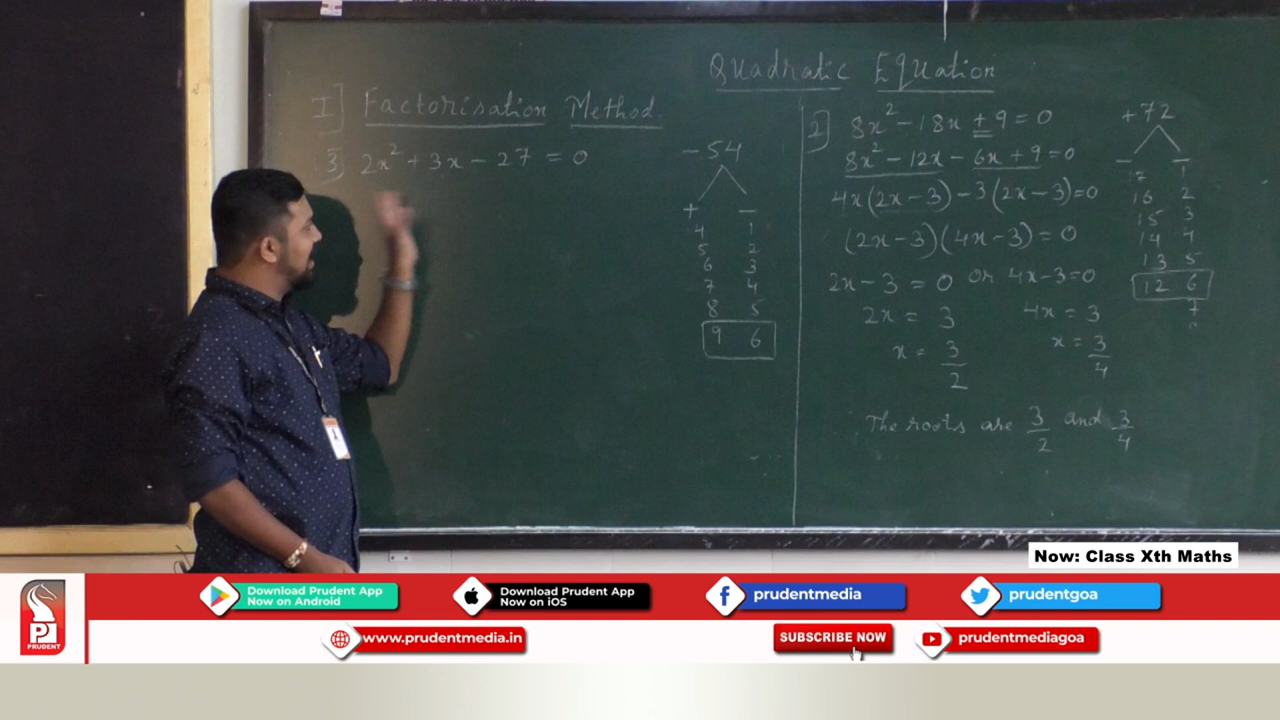 Quadratic Equation
I] Factorisation Method
3] 2x² + 3x - 27 = 0
- 54
+ -
4 1
5 2
6 3
7 4
8 5
9 6
2] 8x² - 18x + 9 = 0
8x² - 12x - 6x + 9 = 0
4x(2x - 3) - 3(2x - 3) = 0
(2x - 3)(4x - 3) = 0
2x - 3 = 0 or 4x - 3 = 0
2x = 3 4x = 3
x = 3/2 x = 3/4
The roots are 3/2 and 3/4
+72
- -
17 1
16 2
15 3
14 4
13 5
12 6
7
Now: Class Xth Maths
Download Prudent App
Now on Android
Download Prudent App
Now on iOS
prudentmedia
prudentgoa
PRUDENT
www.prudentmedia.in
SUBSCRIBE NOW
prudentmediagoa